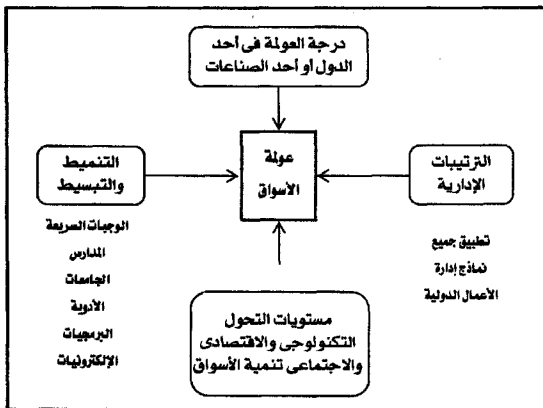 درجة العولمة فى أحد
الدول أو أحد الصناعات
عولمة
الأسواق
الترتيبات
الإدارية
تطبيق جميع
نماذج إدارة
الأعمال الدولية
التنميط
والتبسيط
الوجبات السريعة
المدارس
الجامعات
الأدوية
البرمجيات
الإلكترونيات
مستويات التحول
التكنولوجى والاقتصادى
والاجتماعى تنمية الأسواق